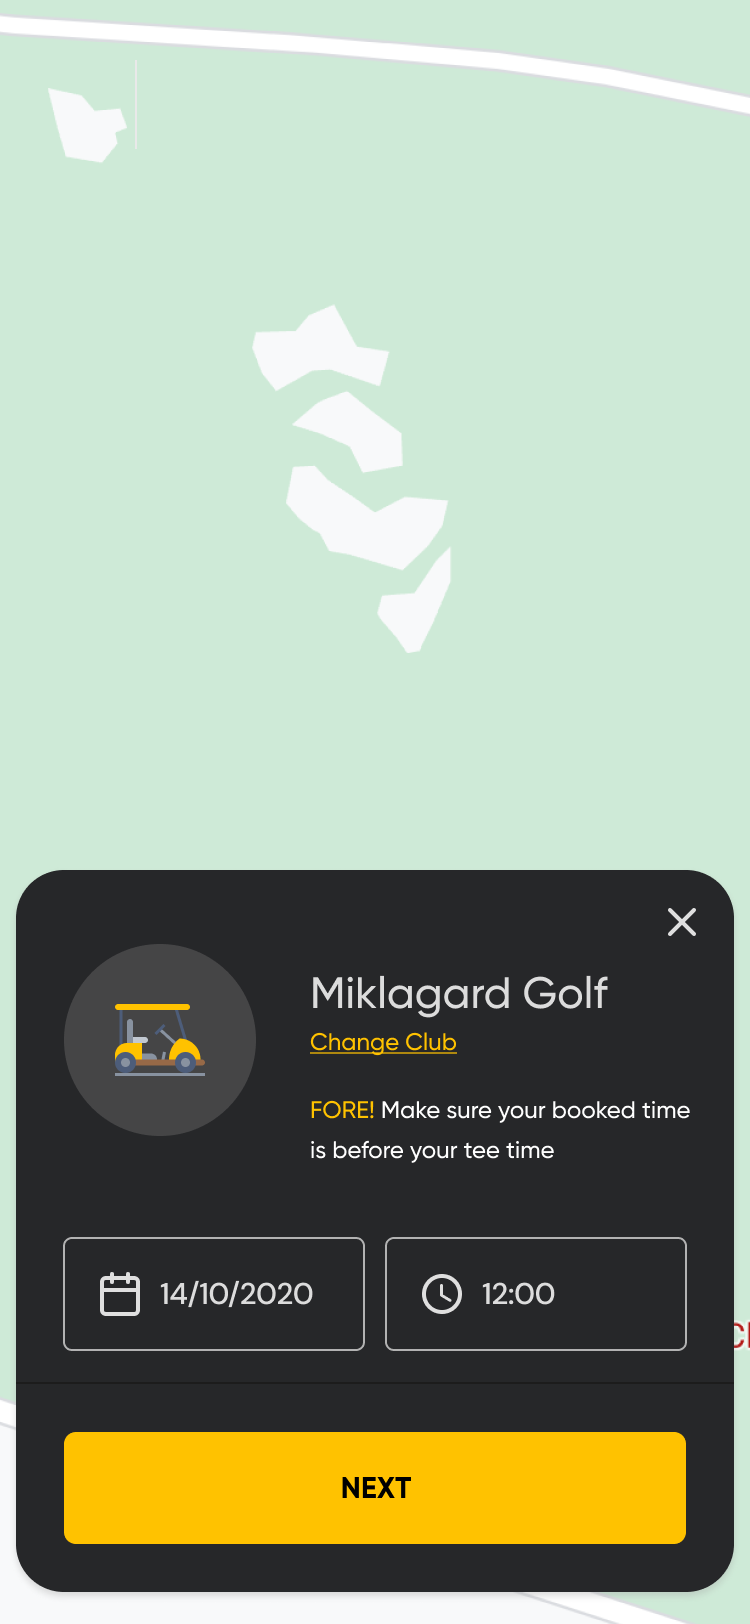 Miklagard Golf
Change Club
FORE! Make sure your booked time
is before your tee time
14/10/2020
12:00
NEXT